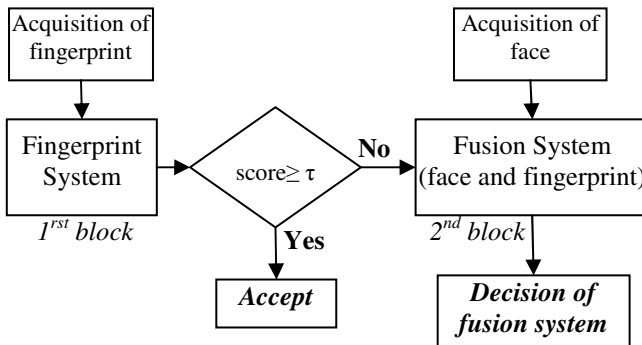 Acquisition of
fingerprint
Acquisition of
face
Fingerprint
System
score≥ τ
No
Fusion System
(face and fingerprint)
1rst block
Yes
2nd block
Accept
Decision of
fusion system